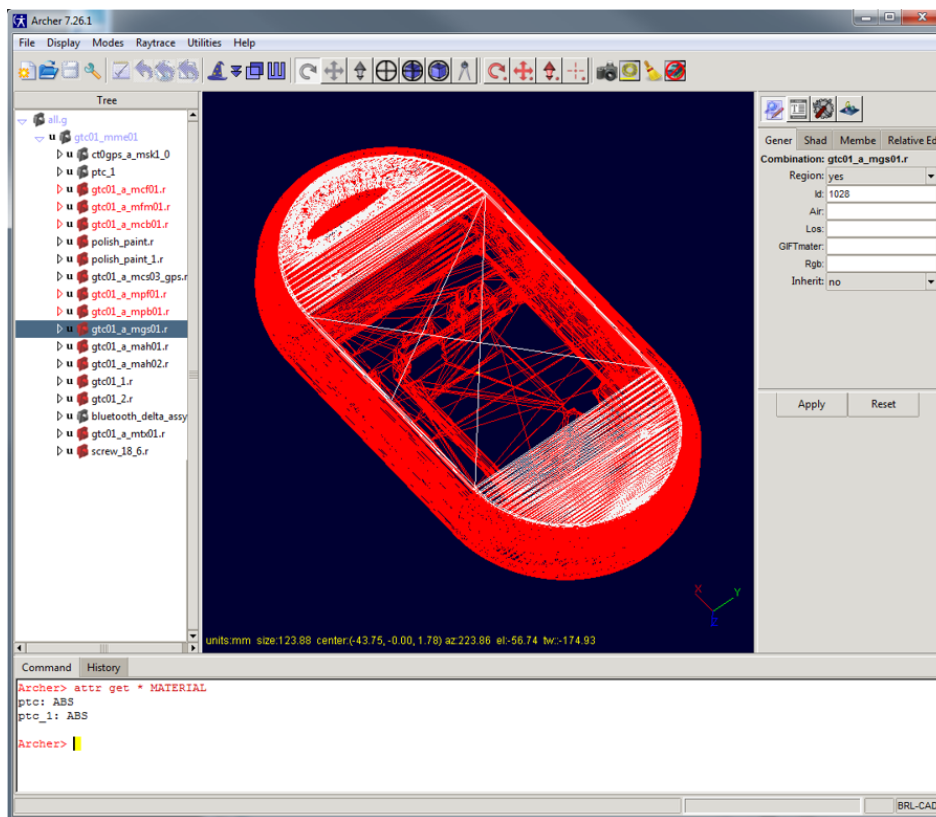 Archer 7.26.1
File Display Modes Raytrace Utilities Help
Tree
all.g
u gtc01_mme01
u ct0gps_a_msk1_0
u ptc_1
u gtc01_a_mcf01.r
u gtc01_a_mfm01.r
u gtc01_a_mcb01.r
u polish_paint.r
u polish_paint_1.r
u gtc01_a_mcs03_gps.r
u gtc01_a_mpf01.r
u gtc01_a_mpb01.r
u gtc01_a_mgs01.r
u gtc01_a_mah01.r
u gtc01_a_mah02.r
u gtc01_1.r
u gtc01_2.r
u bluetooth_delta_assy
u gtc01_a_mtx01.r
u screw_18_6.r
X Y Z
units:mm size:123.88 center:(-43.75, -0.00, 1.78) az:223.86 el:-56.74 tw::-174.93
Gener Shad Membe Relative Ed
Combination: gtc01_a_mgs01.r
Region: yes
Id: 1028
Air:
Los:
GIFTmater:
Rgb:
Inherit: no
Apply Reset
Command History
Archer> attr get * MATERIAL
ptc: ABS
ptc_1: ABS
Archer>
BRL-CAD